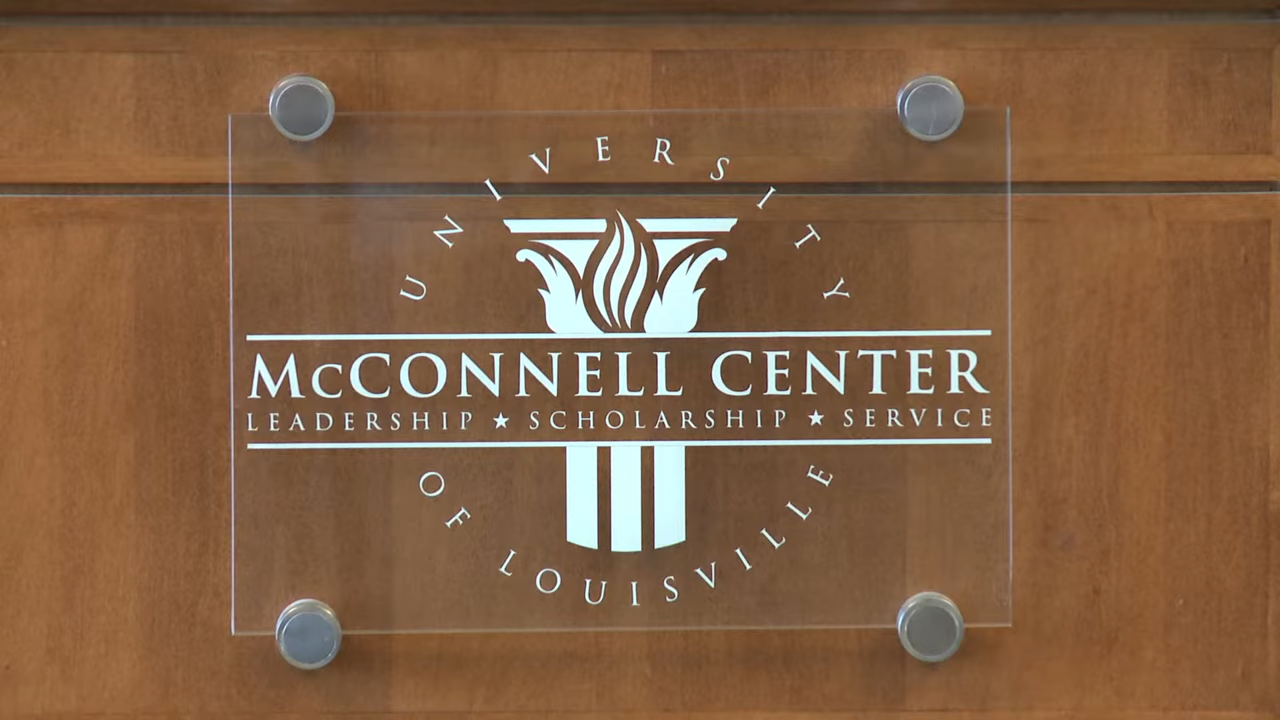 UNIVERSITY
McCONNELL CENTER
LEADERSHIP ★ SCHOLARSHIP ★ SERVICE
OF LOUISVILLE